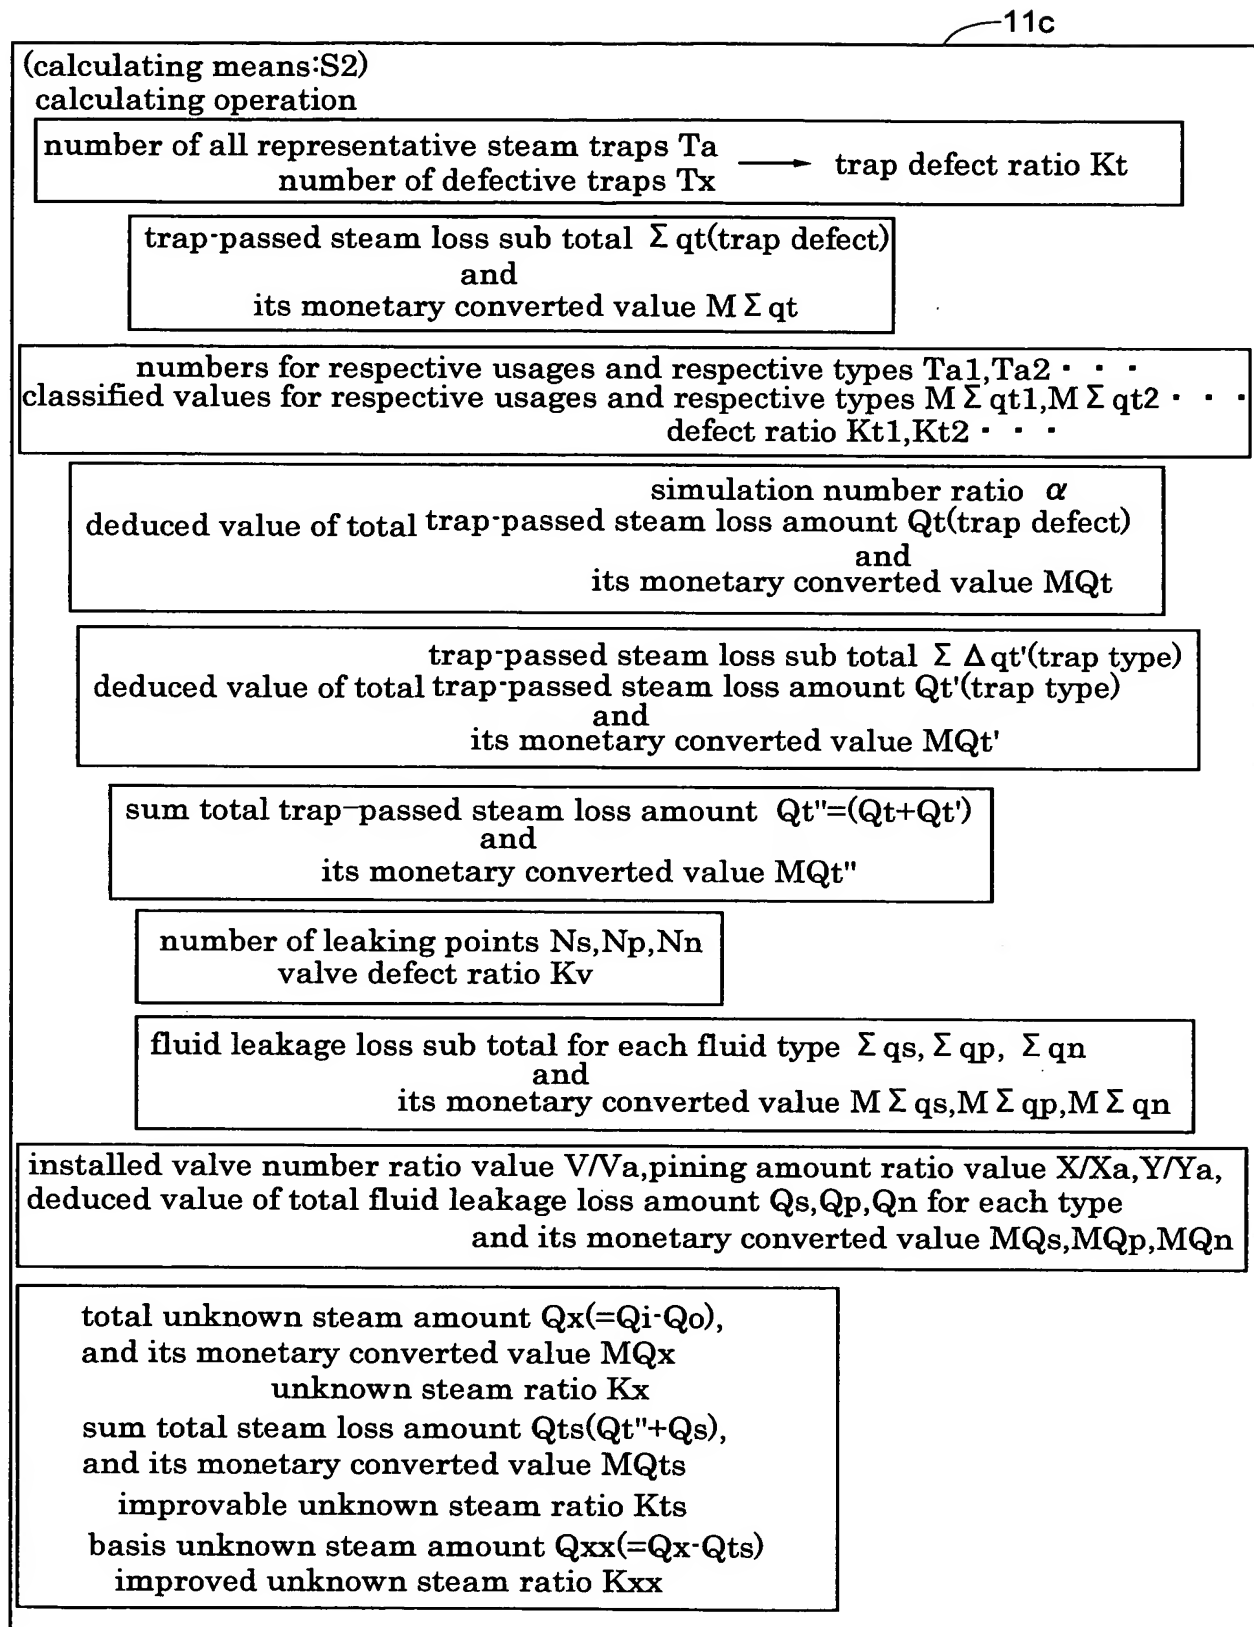 11c
(calculating means:S2)
calculating operation
number of all representative steam traps Ta
number of defective traps Tx
→ trap defect ratio Kt
trap-passed steam loss sub total Σ qt(trap defect)
and
its monetary converted value M Σ qt
numbers for respective usages and respective types Ta1,Ta2・・・
classified values for respective usages and respective types M Σ qt1,M Σ qt2・・・
defect ratio Kt1,Kt2・・・
simulation number ratio α
deduced value of total trap-passed steam loss amount Qt(trap defect)
and
its monetary converted value MQt
trap-passed steam loss sub total Σ Δqt'(trap type)
deduced value of total trap-passed steam loss amount Qt'(trap type)
and
its monetary converted value MQt'
sum total trap-passed steam loss amount Qt"=(Qt+Qt')
and
its monetary converted value MQt"
number of leaking points Ns,Np,Nn
valve defect ratio Kv
fluid leakage loss sub total for each fluid type Σ qs, Σ qp, Σ qn
and
its monetary converted value M Σ qs,M Σ qp,M Σ qn
installed valve number ratio value V/Va,pining amount ratio value X/Xa,Y/Ya,
deduced value of total fluid leakage loss amount Qs,Qp,Qn for each type
and its monetary converted value MQs,MQp,MQn
total unknown steam amount Qx(=Qi-Qo),
and its monetary converted value MQx
unknown steam ratio Kx
sum total steam loss amount Qts(Qt"+Qs),
and its monetary converted value MQts
improvable unknown steam ratio Kts
basis unknown steam amount Qxx(=Qx-Qts)
improved unknown steam ratio Kxx